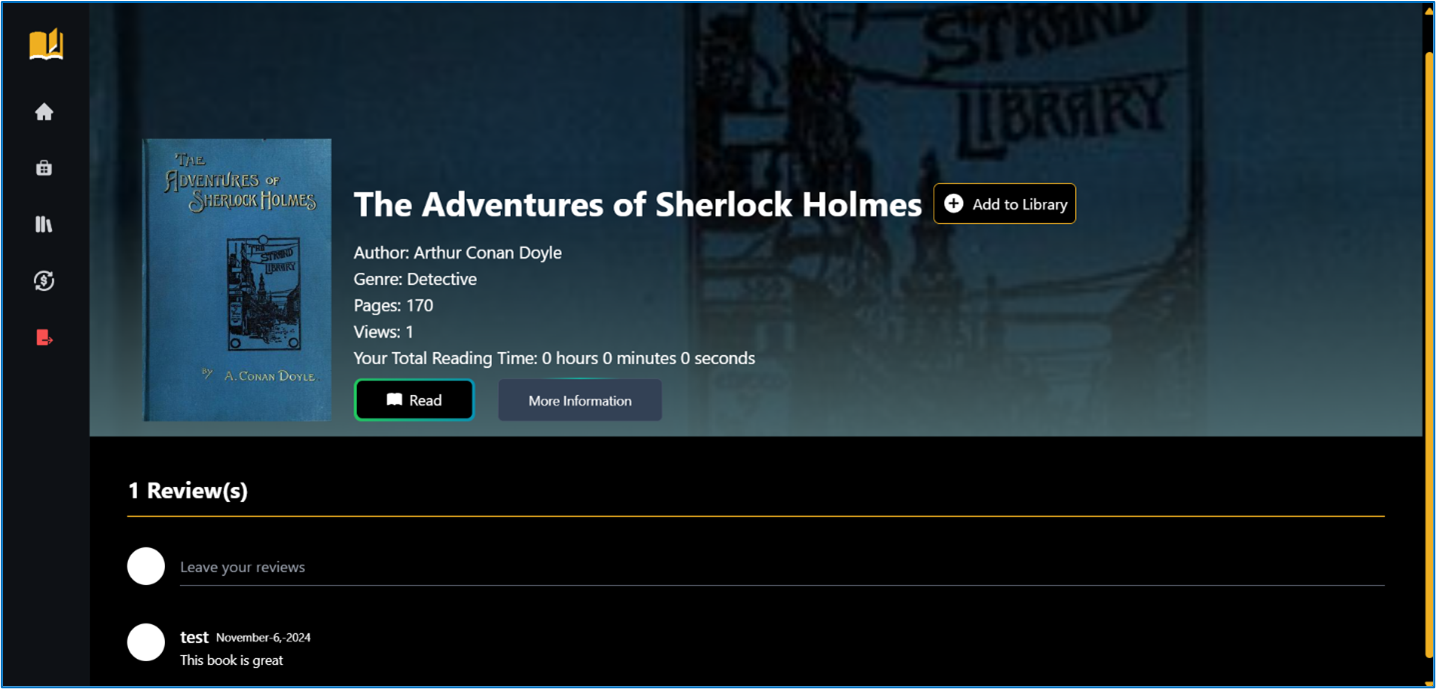 STRAND
LIBRARY
THE
ADVENTURES OF
SHERLOCK HOLMES
THE
STRAND
LIBRARY
BY A. CONAN DOYLE
The Adventures of Sherlock Holmes
Add to Library
Author: Arthur Conan Doyle
Genre: Detective
Pages: 170
Views: 1
Your Total Reading Time: 0 hours 0 minutes 0 seconds
Read
More Information
1 Review(s)
Leave your reviews
test November-6,-2024
This book is great